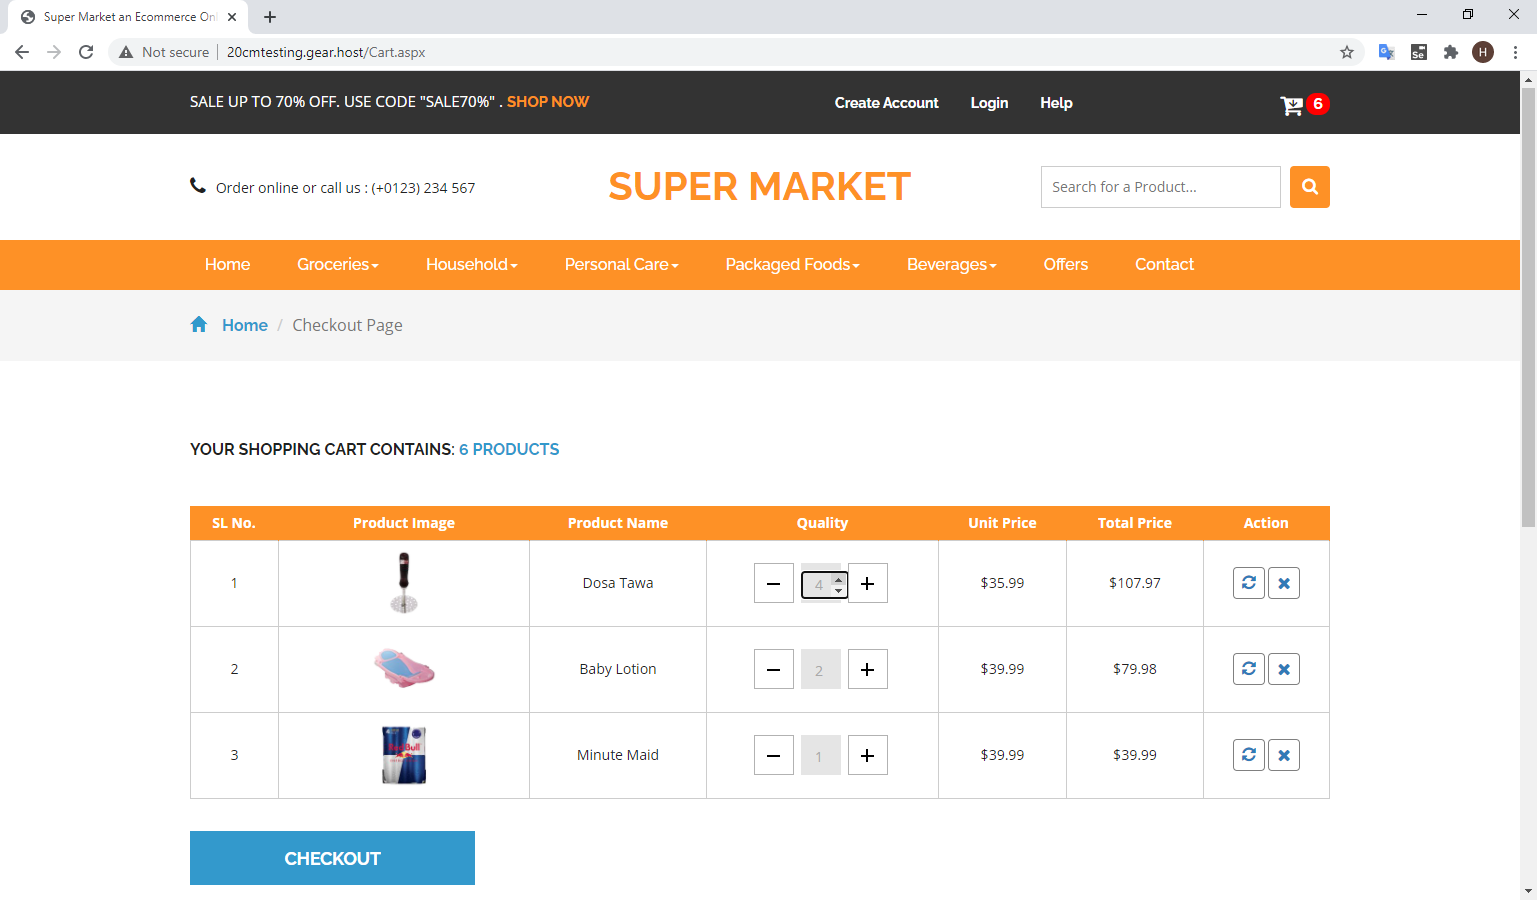 Super Market an Ecommerce Onl
Not secure
20cmtesting.gear.host/Cart.aspx
Se
H
SALE UP TO 70% OFF. USE CODE "SALE70%" . SHOP NOW
Create Account
Login
Help
6
Order online or call us : (+0123) 234 567
SUPER MARKET
Search for a Product...
Home
Groceries
Household
Personal Care
Packaged Foods
Beverages
Offers
Contact
Home / Checkout Page
YOUR SHOPPING CART CONTAINS: 6 PRODUCTS
SL No. Product Image Product Name Quality Unit Price Total Price Action
1 Dosa Tawa 4 $35.99 $107.97
2 Baby Lotion 2 $39.99 $79.98
3 RedBull Minute Maid 1 $39.99 $39.99
CHECKOUT